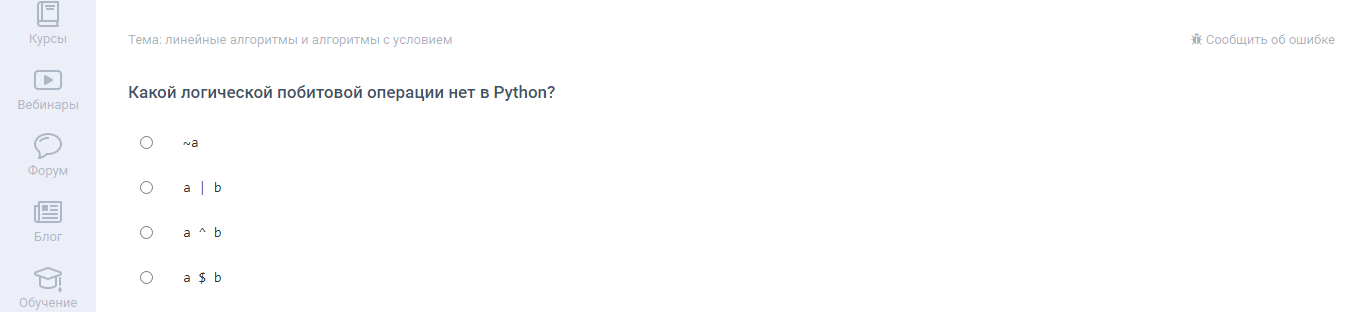 Курсы
Вебинары
Форум
Блог
Обучение
Тема: линейные алгоритмы и алгоритмы с условием
Сообщить об ошибке
Какой логической побитовой операции нет в Python?
~a
a | b
a ^ b
a $ b